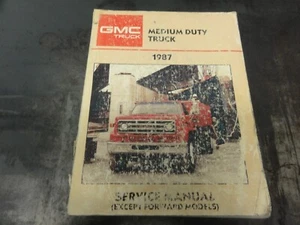 GMC
TRUCK
MEDIUM DUTY
TRUCK
1987
SERVICE MANUAL
(EXCEPT FORWARD MODELS)